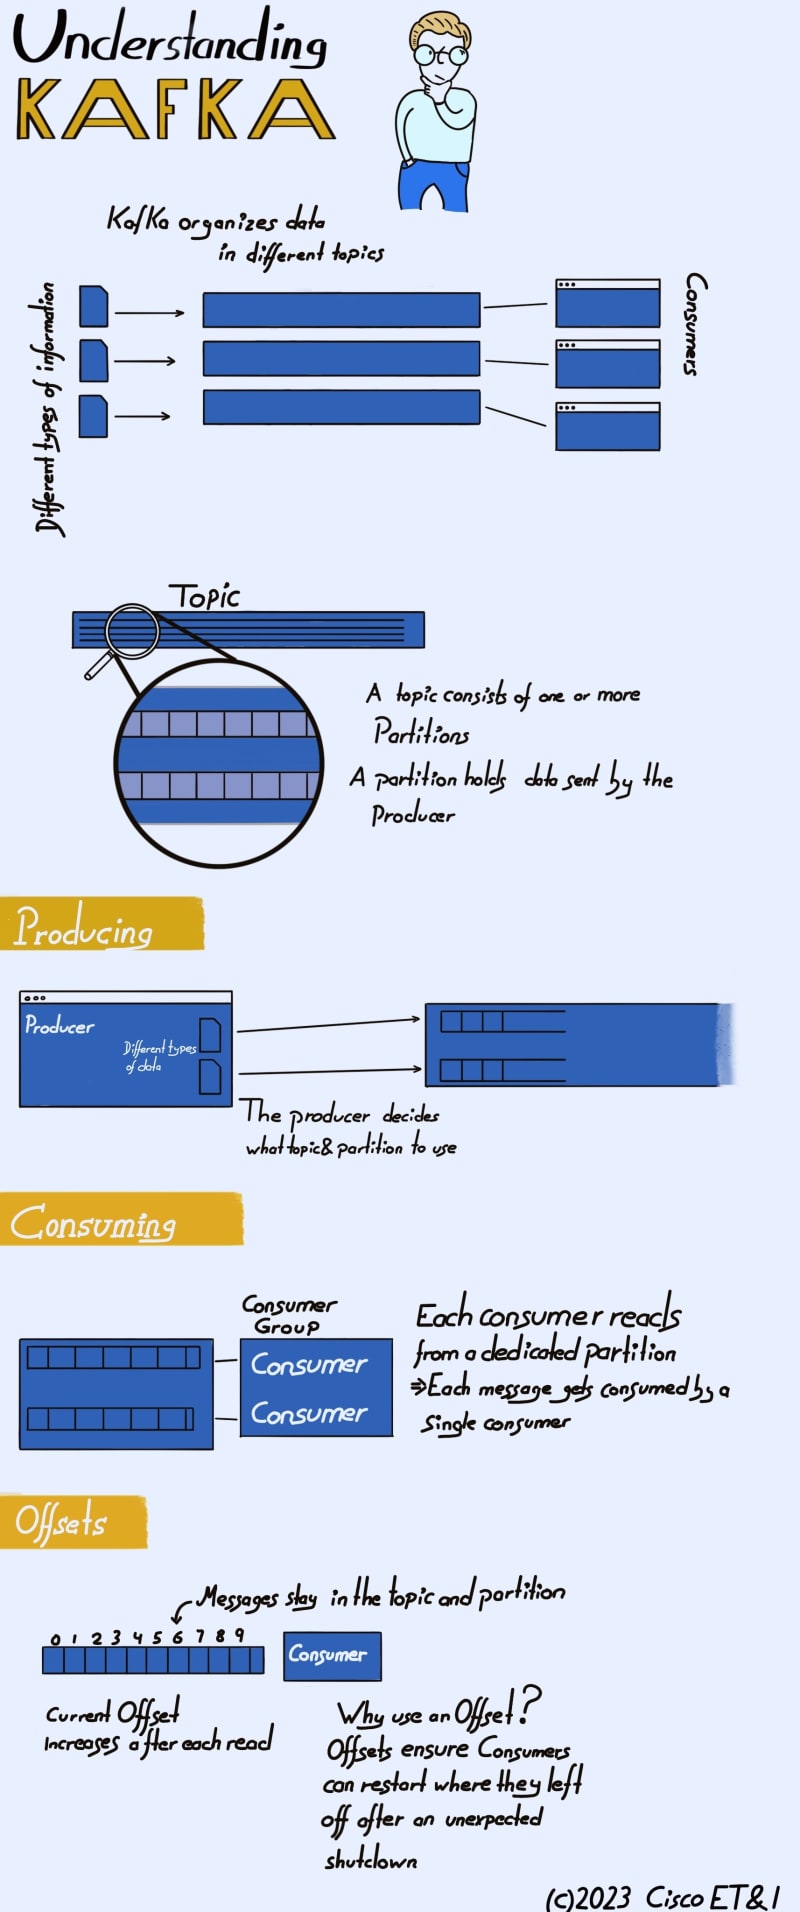 Understanding
KAFKA
Kafka organizes data
in different topics
Different types of information
Consumers
Topic
A topic consists of one or more
Partitions
A partition holds data sent by the
Producer
Producing
Producer
Different types
of data
The producer decides
what topic& partition to use
Consuming
Consumer
Group
Consumer
Consumer
Each consumer reads
from a dedicated partition
⇒Each message gets consumed by a
single consumer
Offsets
Messages stay in the topic and partition
0 1 2 3 4 5 6 7 8 9
Consumer
Current Offset
Increases after each read
Why use an Offset?
Offsets ensure Consumers
can restart where they left
off after an unexpected
shutdown
(c)2023 Cisco ET&I